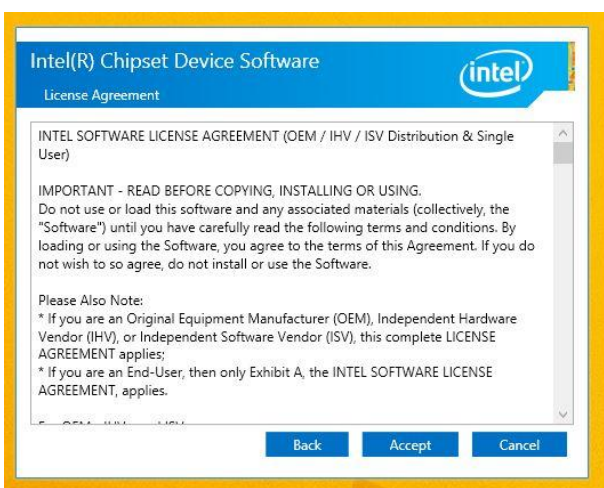 Intel(R) Chipset Device Software
intel
License Agreement
INTEL SOFTWARE LICENSE AGREEMENT (OEM / IHV / ISV Distribution & Single
User)
IMPORTANT - READ BEFORE COPYING, INSTALLING OR USING.
Do not use or load this software and any associated materials (collectively, the
"Software") until you have carefully read the following terms and conditions. By
loading or using the Software, you agree to the terms of this Agreement. If you do
not wish to so agree, do not install or use the Software.
Please Also Note:
* If you are an Original Equipment Manufacturer (OEM), Independent Hardware
Vendor (IHV), or Independent Software Vendor (ISV), this complete LICENSE
AGREEMENT applies;
* If you are an End-User, then only Exhibit A, the INTEL SOFTWARE LICENSE
AGREEMENT, applies.
Back Accept Cancel